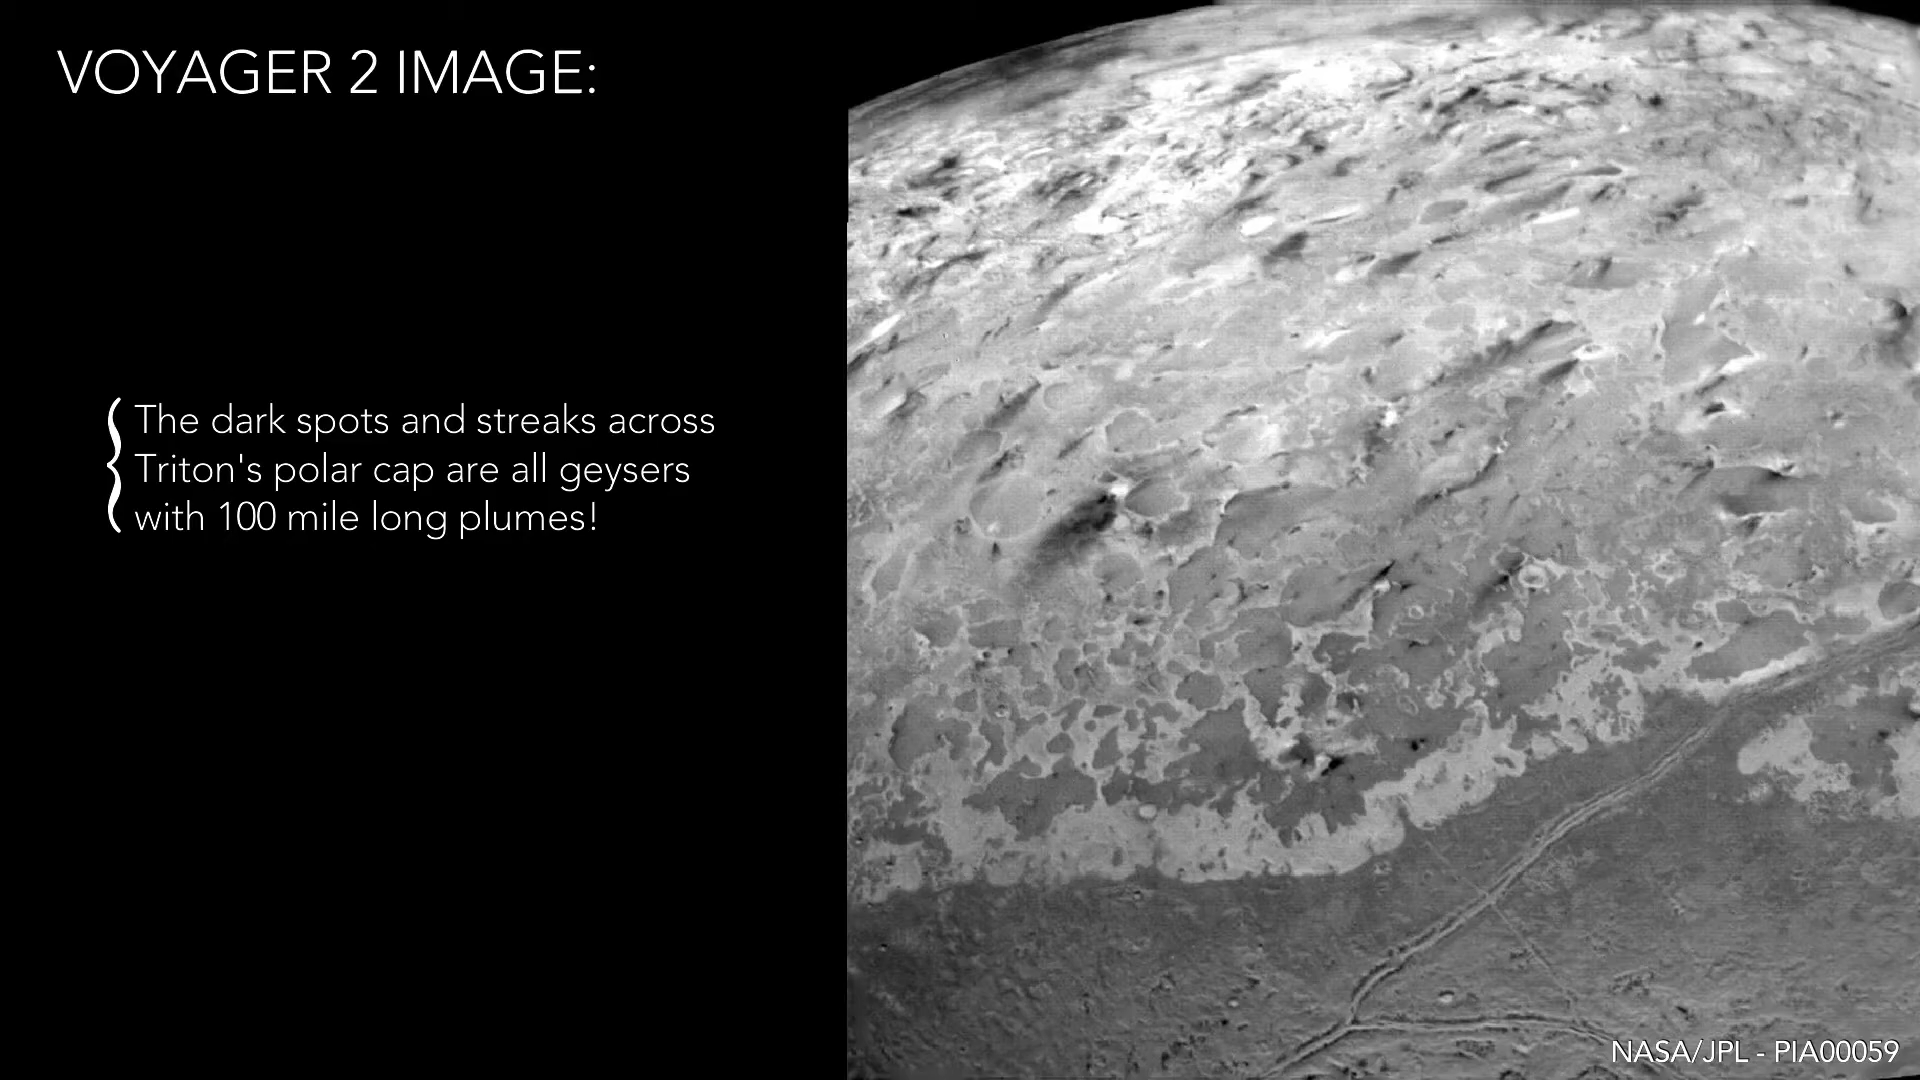 VOYAGER 2 IMAGE:
The dark spots and streaks across
Triton's polar cap are all geysers
with 100 mile long plumes!
NASA/JPL - PIA00059